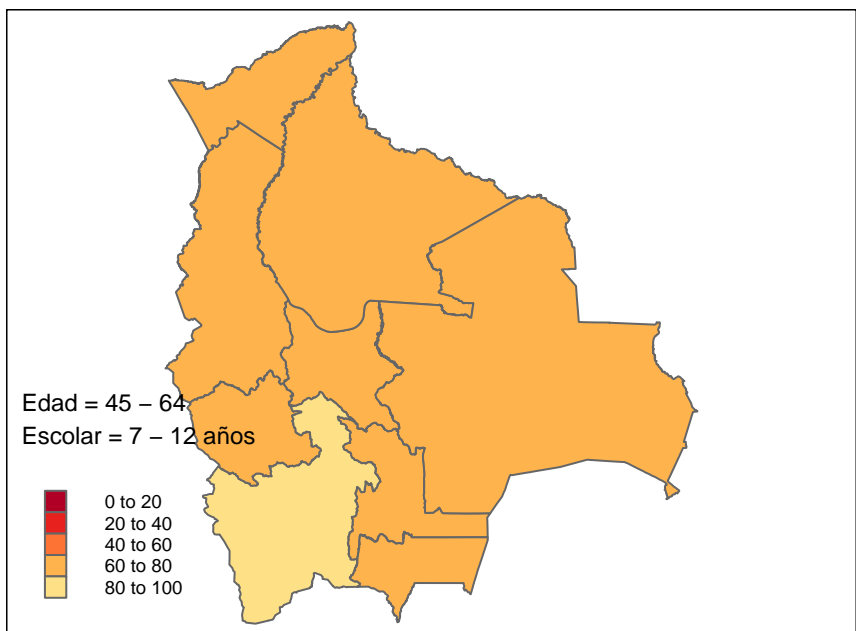 Edad = 45 – 64
Escolar = 7 – 12 años
0 to 20
20 to 40
40 to 60
60 to 80
80 to 100